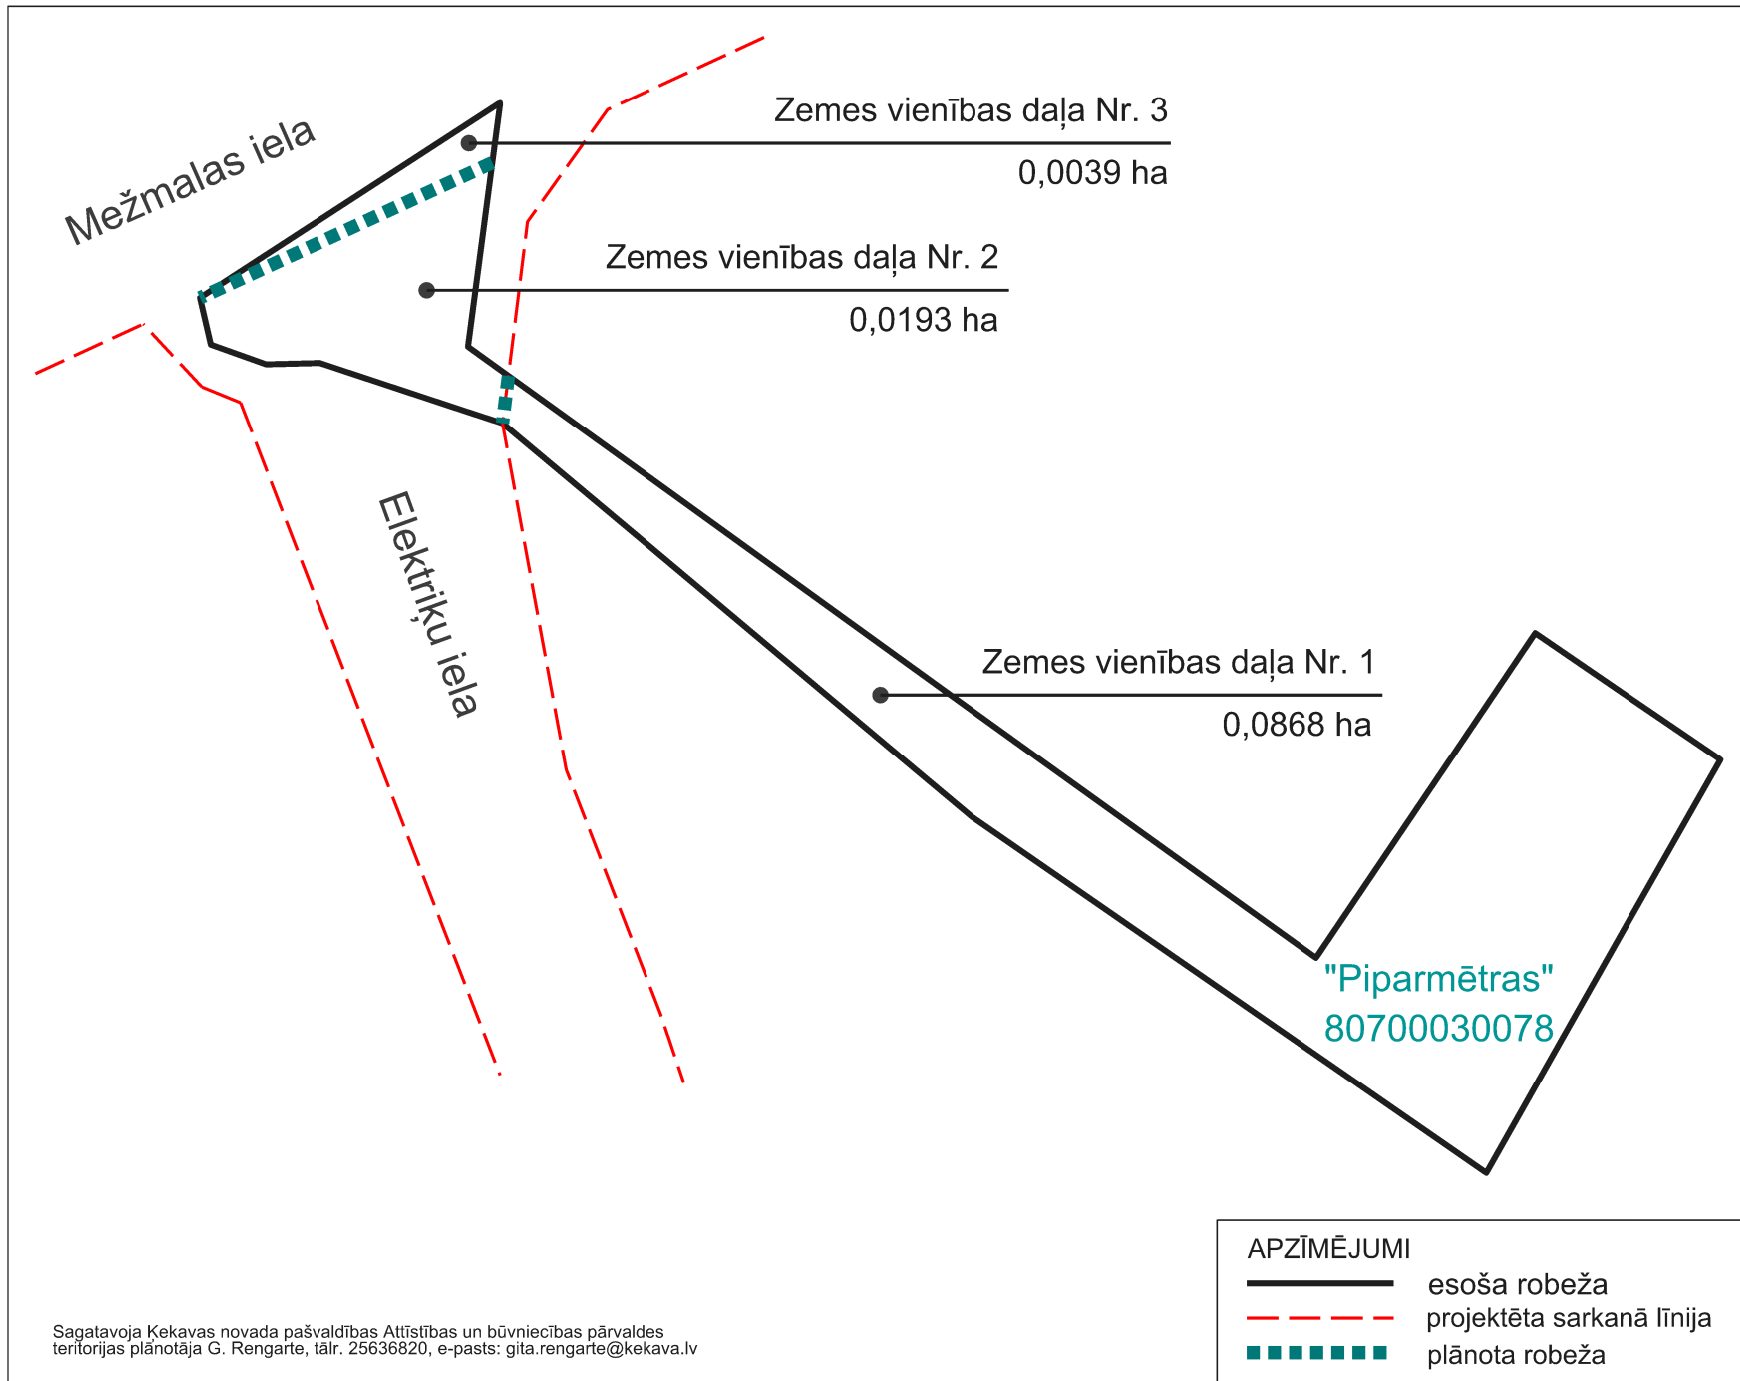 Mežmalas iela
Zemes vienības daļa Nr. 3
0,0039 ha
Zemes vienības daļa Nr. 2
0,0193 ha
Elektriķu iela
Zemes vienības daļa Nr. 1
0,0868 ha
"Piparmētras"
80700030078
APZĪMĒJUMI
esoša robeža
projektēta sarkanā līnija
plānota robeža
Sagatavoja Ķekavas novada pašvaldības Attīstības un būvniecības pārvaldes
teritorijas plānotāja G. Rengarte, tālr. 25636820, e-pasts: gita.rengarte@kekava.lv